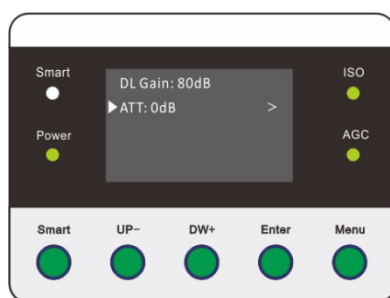 Smart
ISO
DL Gain: 80dB
▶ATT: 0dB >
Power
AGC
Smart UP- DW+ Enter Menu